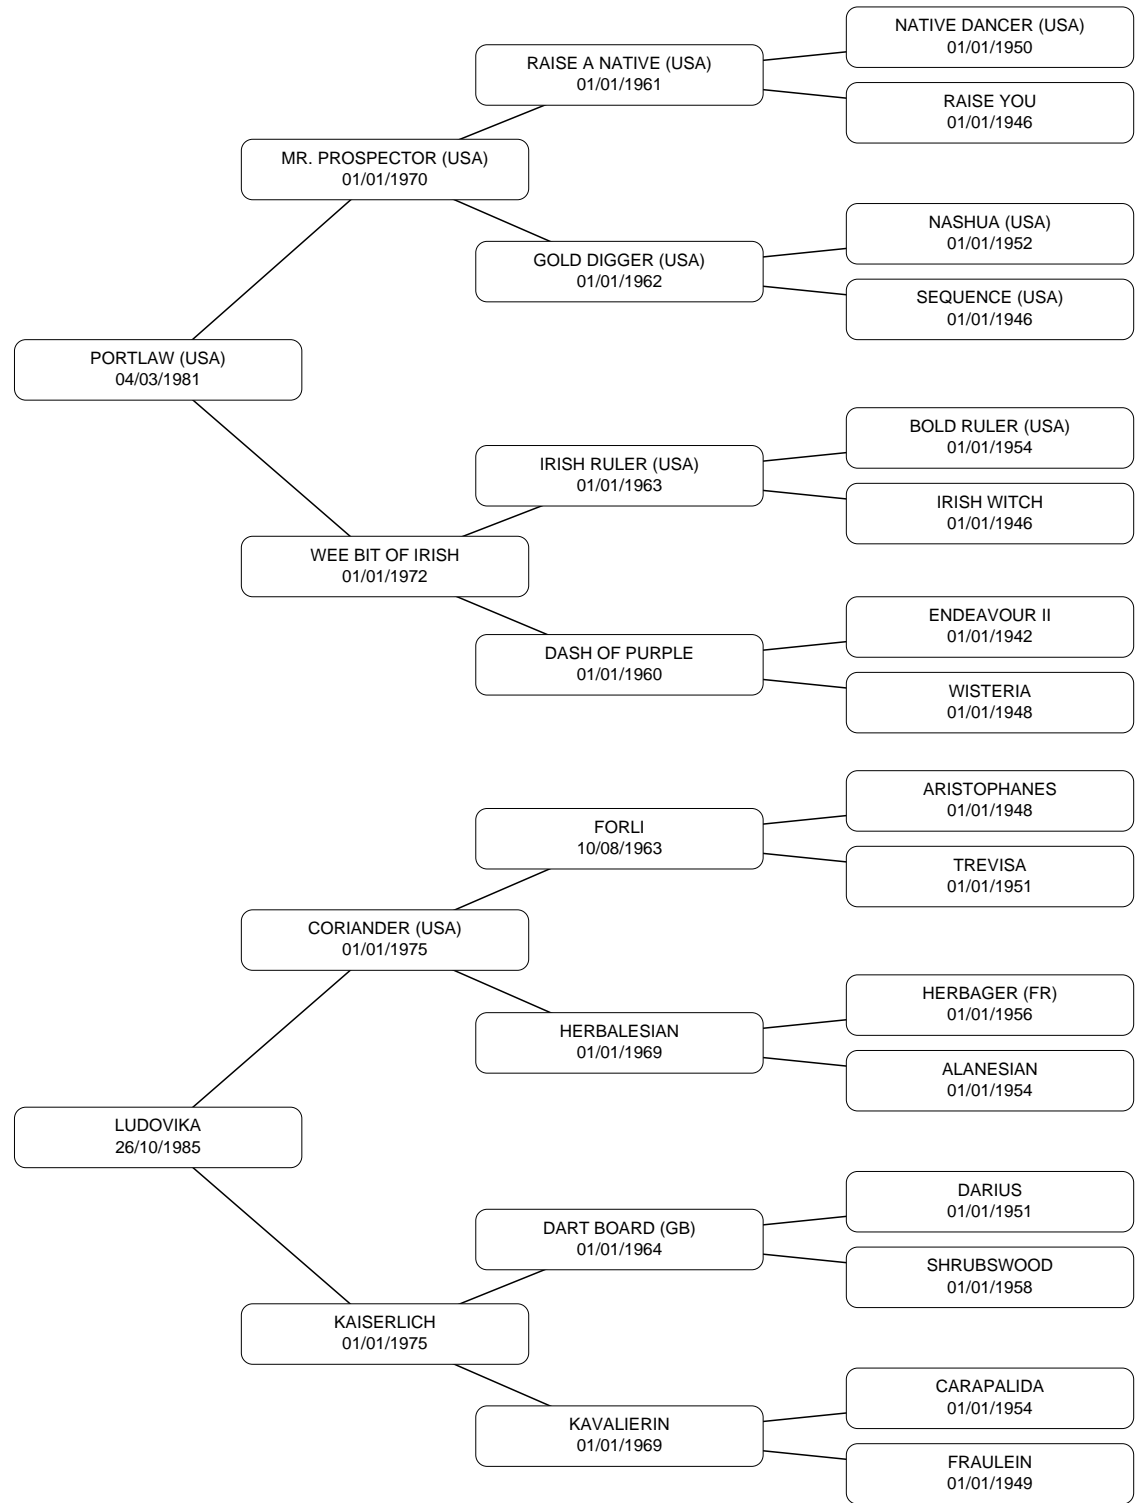 NATIVE DANCER (USA)
01/01/1950
RAISE A NATIVE (USA)
01/01/1961
RAISE YOU
01/01/1946
MR. PROSPECTOR (USA)
01/01/1970
NASHUA (USA)
01/01/1952
GOLD DIGGER (USA)
01/01/1962
SEQUENCE (USA)
01/01/1946
PORTLAW (USA)
04/03/1981
BOLD RULER (USA)
01/01/1954
IRISH RULER (USA)
01/01/1963
IRISH WITCH
01/01/1946
WEE BIT OF IRISH
01/01/1972
ENDEAVOUR II
01/01/1942
DASH OF PURPLE
01/01/1960
WISTERIA
01/01/1948
ARISTOPHANES
01/01/1948
FORLI
10/08/1963
TREVISA
01/01/1951
CORIANDER (USA)
01/01/1975
HERBAGER (FR)
01/01/1956
HERBALESIAN
01/01/1969
ALANESIAN
01/01/1954
LUDOVIKA
26/10/1985
DARIUS
01/01/1951
DART BOARD (GB)
01/01/1964
SHRUBSWOOD
01/01/1958
KAISERLICH
01/01/1975
CARAPALIDA
01/01/1954
KAVALIERIN
01/01/1969
FRAULEIN
01/01/1949